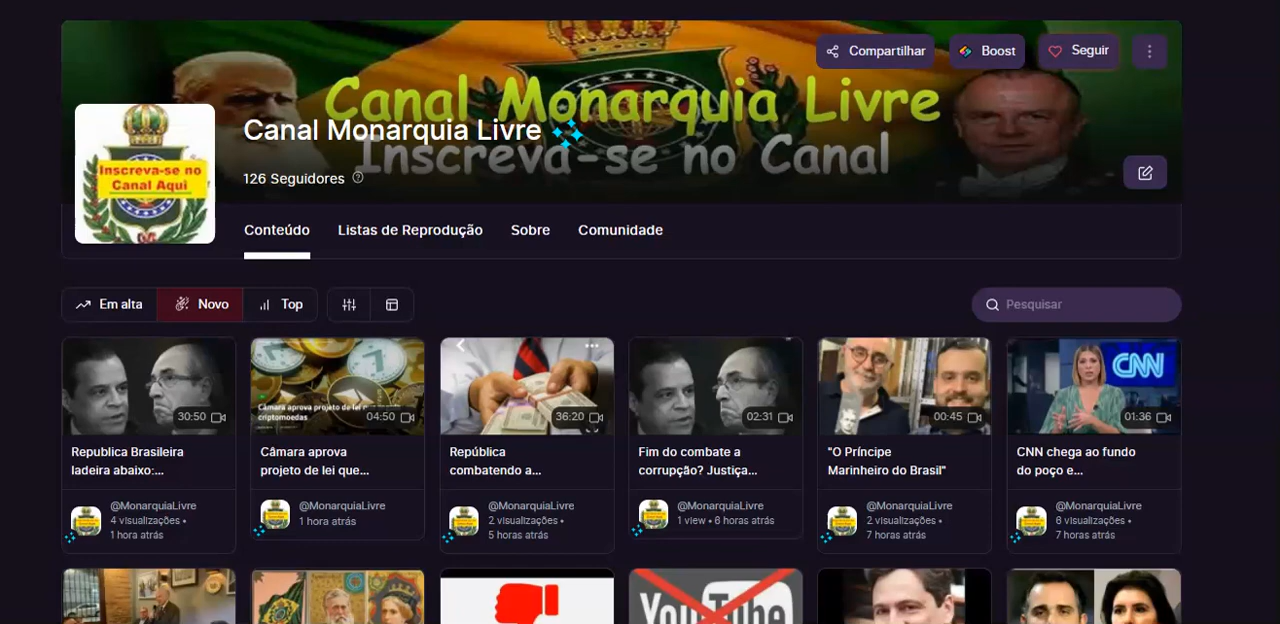 Compartilhar
Boost
Seguir
Canal Monarquia Livre
Inscreva-se no Canal
Canal Monarquia Livre
126 Seguidores
Inscreva-se no
Canal Aqui
Conteúdo
Listas de Reprodução
Sobre
Comunidade
Em alta
Novo
Top
Pesquisar
30:50
Câmara aprova projeto de lei
criptomoedas
04:50
36:20
02:31
00:45
CNN
01:36
Republica Brasileira
ladeira abaixo:...
Câmara aprova
projeto de lei que...
República
combatendo a...
Fim do combate a
corrupção? Justiça...
"O Príncipe
Marinheiro do Brasil"
CNN chega ao fundo
do poço e...
@MonarquiaLivre
4 visualizações •
1 hora atrás
@MonarquiaLivre
1 hora atrás
@MonarquiaLivre
2 visualizações •
5 horas atrás
@MonarquiaLivre
1 view • 6 horas atrás
@MonarquiaLivre
2 visualizações •
7 horas atrás
@MonarquiaLivre
6 visualizações •
7 horas atrás
YouTube